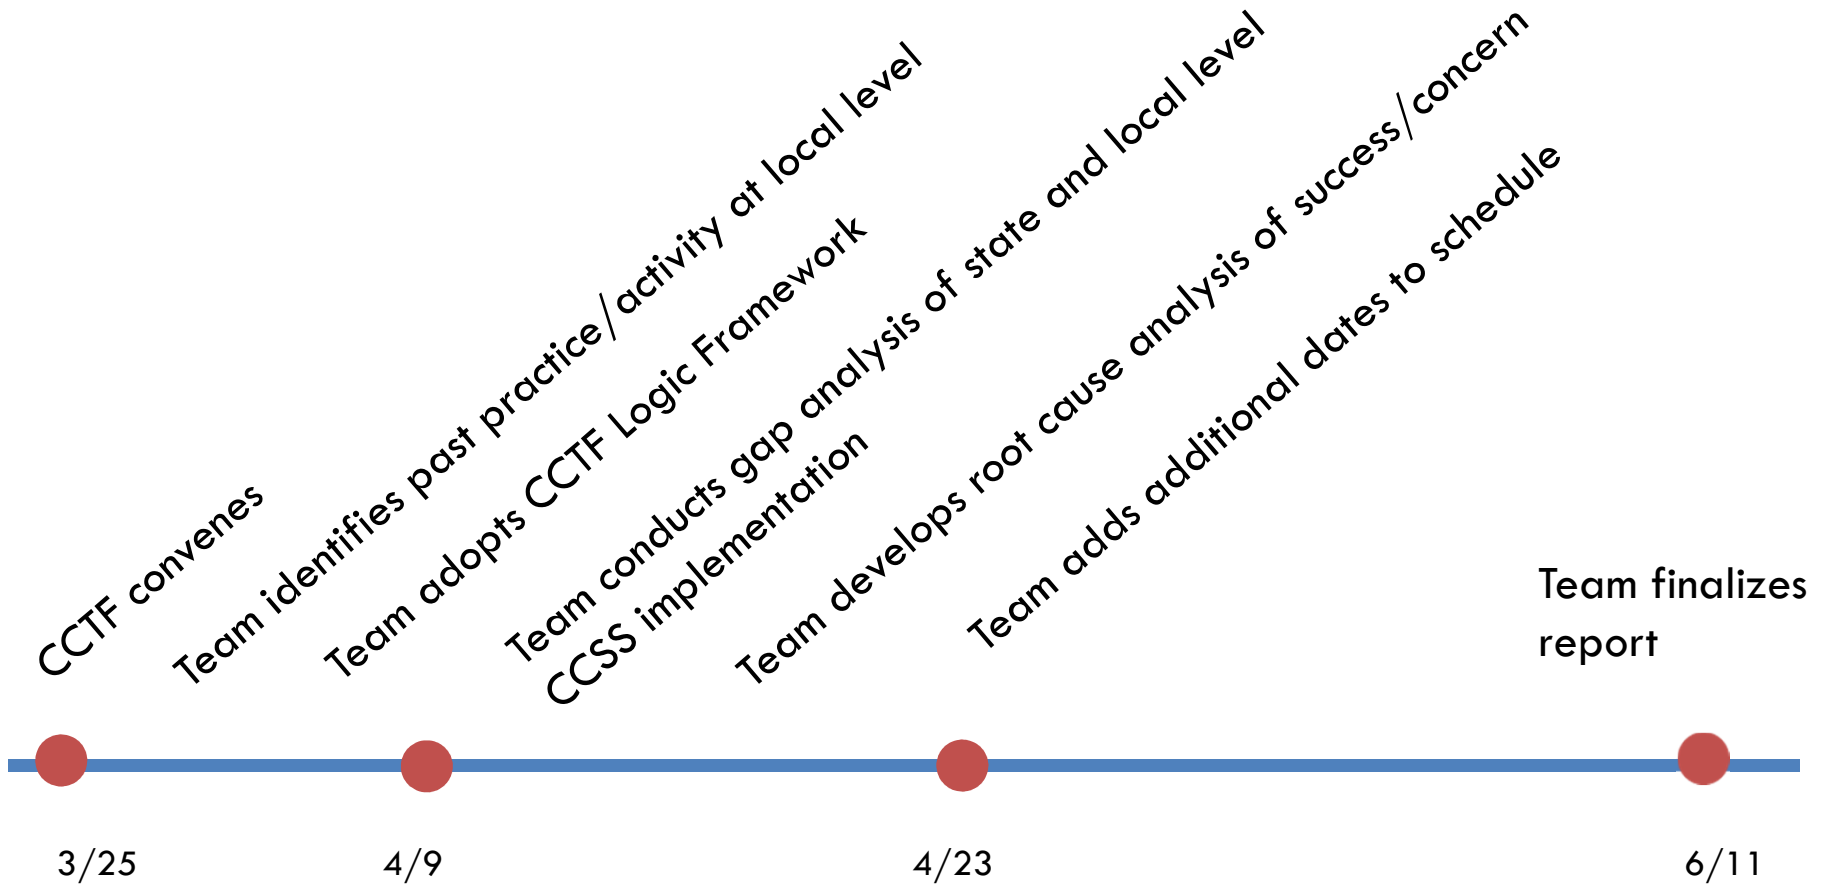 CCTF convenes
Team identifies past practice/activity at local level
Team adopts CCTF Logic Framework
Team conducts gap analysis of state and local level
CCSS implementation
Team develops root cause analysis of success/concern
Team adds additional dates to schedule
Team finalizes
report
3/25
4/9
4/23
6/11